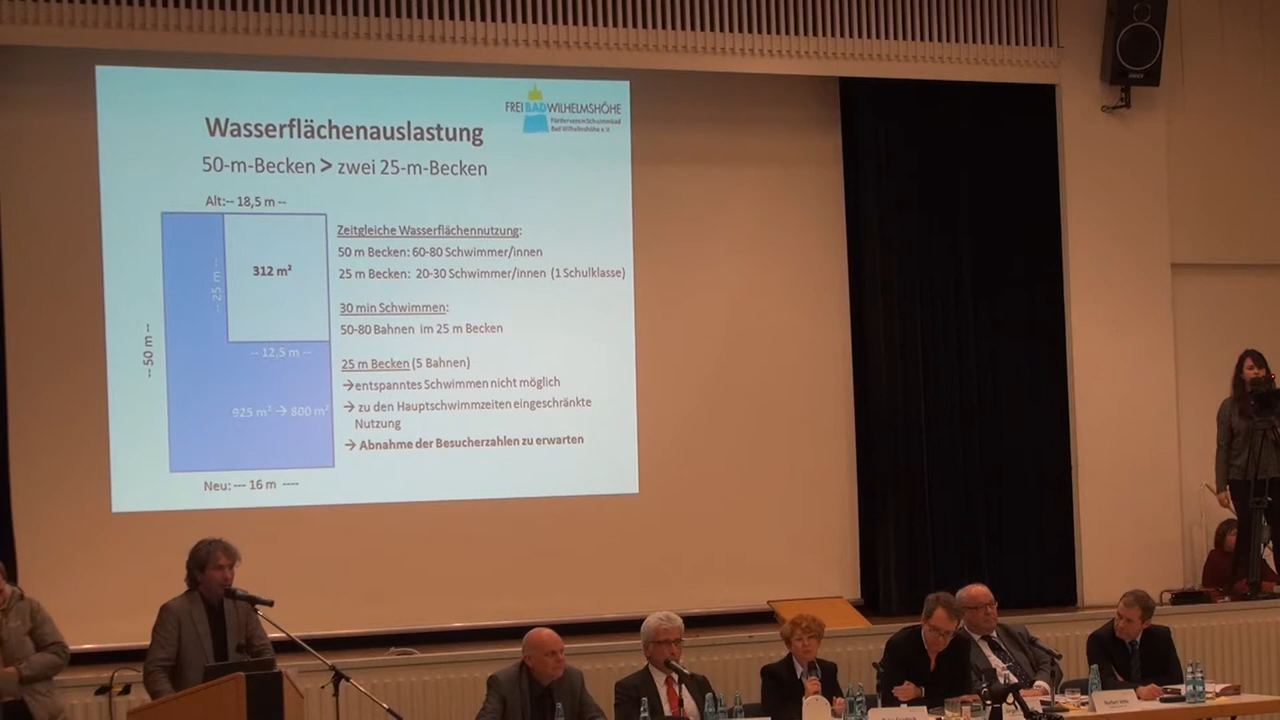 FREIBADWILHELMSHÖHE
FördervereinSchwimmbad
Bad Wilhelmshöhe e.V.
Wasserflächenauslastung
50-m-Becken > zwei 25-m-Becken
Alt:-- 18,5 m --
-- 50 m --
-- 25 m --
312 m²
-- 12,5 m --
925 m² → 800 m²
Neu: --- 16 m ----
Zeitgleiche Wasserflächennutzung:
50 m Becken: 60-80 Schwimmer/innen
25 m Becken: 20-30 Schwimmer/innen (1 Schulklasse)
30 min Schwimmen:
50-80 Bahnen im 25 m Becken
25 m Becken (5 Bahnen)
→entspanntes Schwimmen nicht möglich
→ zu den Hauptschwimmzeiten eingeschränkte
Nutzung
→ Abnahme der Besucherzahlen zu erwarten